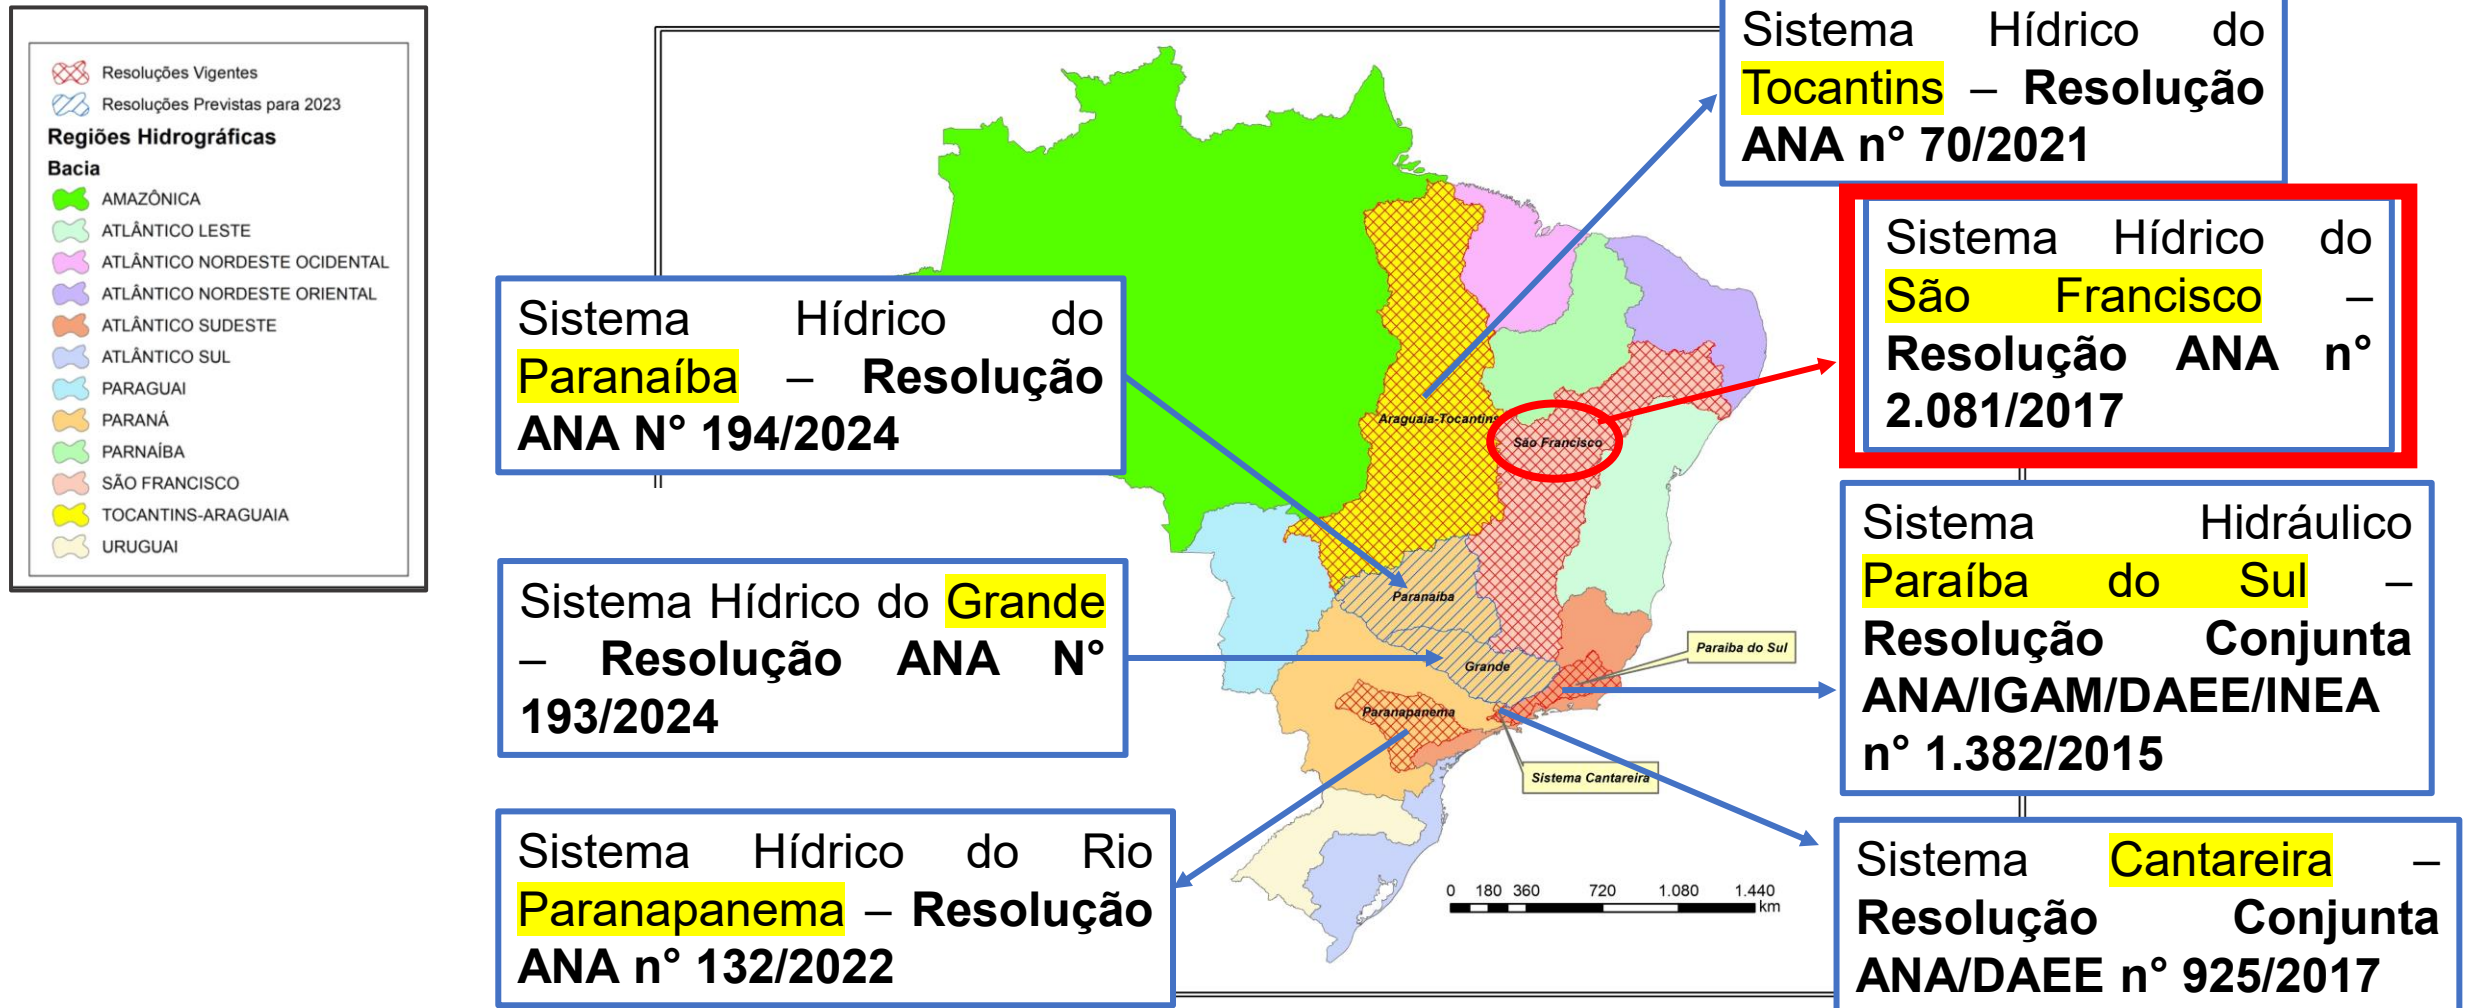 Resoluções Vigentes
Resoluções Previstas para 2023
Regiões Hidrográficas
Bacia
AMAZÔNICA
ATLÂNTICO LESTE
ATLÂNTICO NORDESTE OCIDENTAL
ATLÂNTICO NORDESTE ORIENTAL
ATLÂNTICO SUDESTE
ATLÂNTICO SUL
PARAGUAI
PARANÁ
PARNAÍBA
SÃO FRANCISCO
TOCANTINS-ARAGUAIA
URUGUAI
Sistema Hídrico do
Tocantins – Resolução
ANA n° 70/2021
Sistema Hídrico do
São Francisco –
Resolução ANA n°
2.081/2017
Sistema Hídrico do
Paranaíba – Resolução
ANA N° 194/2024
Araguaia-Tocantins
São Francisco
Sistema Hidráulico
Paraíba do Sul –
Resolução Conjunta
ANA/IGAM/DAEE/INEA
n° 1.382/2015
Sistema Hídrico do Grande
– Resolução ANA N°
193/2024
Paranaiba
Grande
Paraiba do Sul
Paranapanema
Sistema Cantareira
Sistema Hídrico do Rio
Paranapanema – Resolução
ANA n° 132/2022
0 180 360 720 1.080 1.440
km
Sistema Cantareira –
Resolução Conjunta
ANA/DAEE n° 925/2017